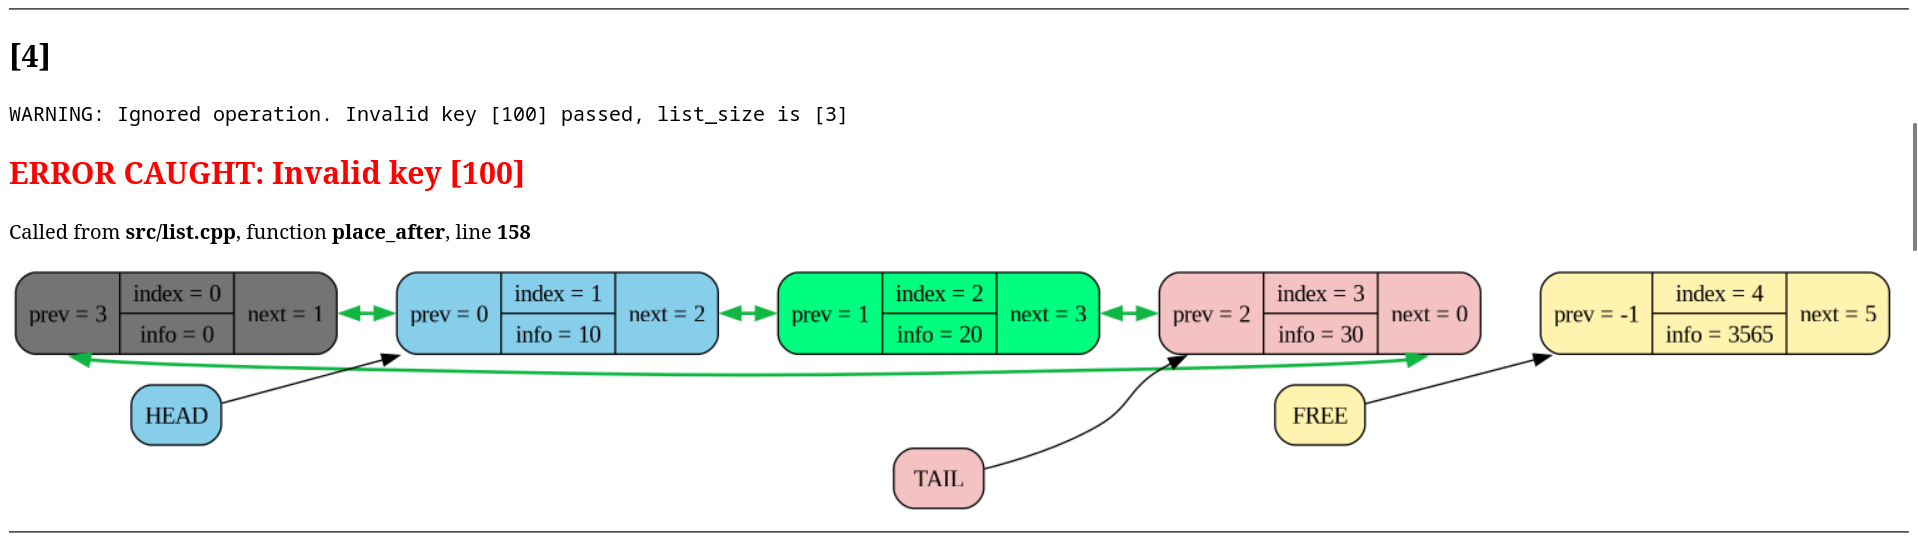 [4]
WARNING: Ignored operation. Invalid key [100] passed, list_size is [3]
ERROR CAUGHT: Invalid key [100]
Called from src/list.cpp, function place_after, line 158
prev = 3
index = 0
info = 0
next = 1
prev = 0
index = 1
info = 10
next = 2
prev = 1
index = 2
info = 20
next = 3
prev = 2
index = 3
info = 30
next = 0
prev = -1
index = 4
info = 3565
next = 5
HEAD
FREE
TAIL